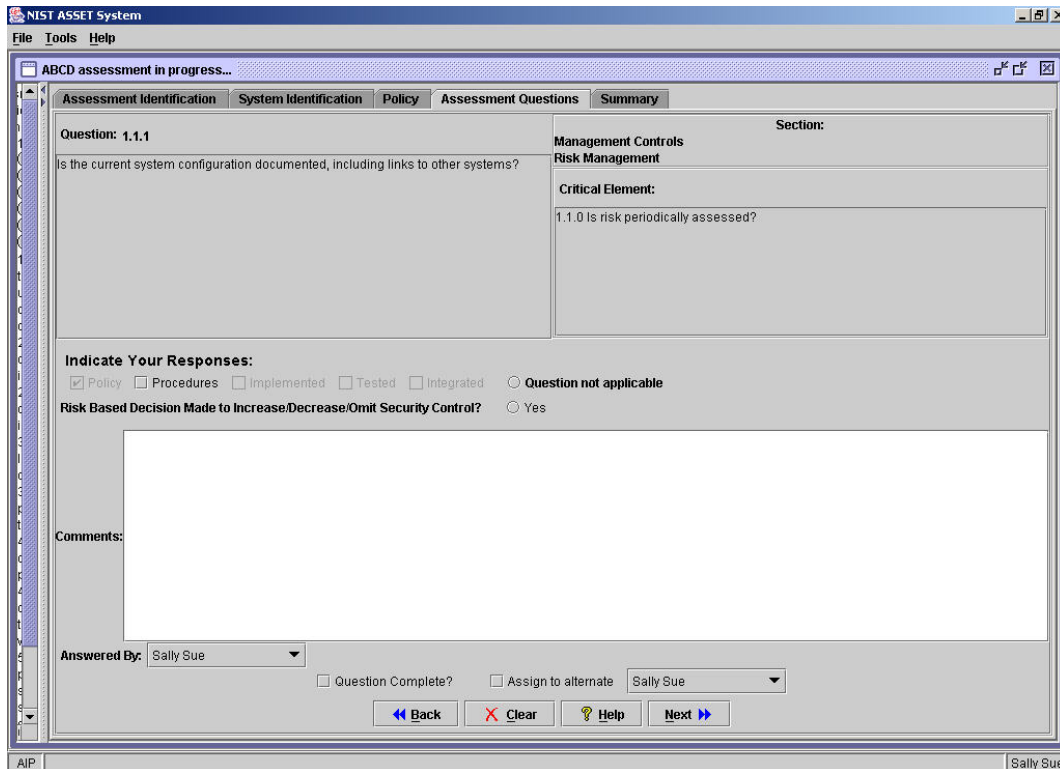 NIST ASSET System
File Tools Help
ABCD assessment in progress...
Assessment Identification System Identification Policy Assessment Questions Summary
Question: 1.1.1
Section:
Management Controls
Risk Management
Is the current system configuration documented, including links to other systems?
Critical Element:
1.1.0 Is risk periodically assessed?
Indicate Your Responses:
Policy Procedures Implemented Tested Integrated Question not applicable
Risk Based Decision Made to Increase/Decrease/Omit Security Control? Yes
Comments:
Answered By: Sally Sue
Question Complete? Assign to alternate Sally Sue
Back Clear Help Next
AIP Sally Sue